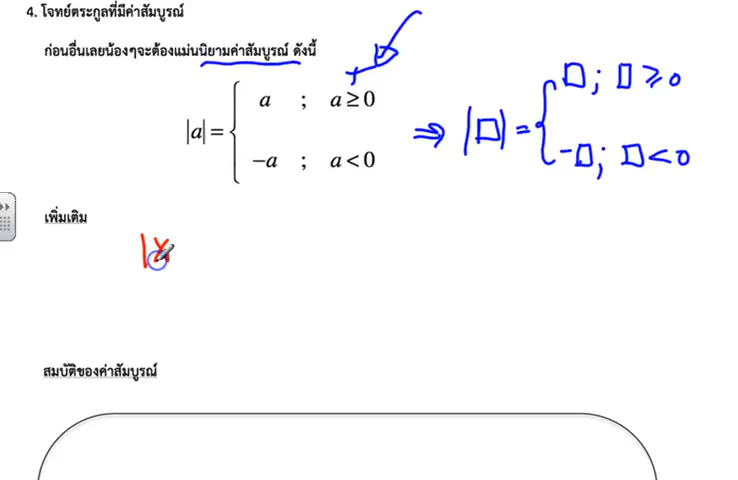 4. โจทย์ตระกูลที่มีค่าสัมบูรณ์
ก่อนอื่นเลยน้องๆจะต้องแม่นนิยามค่าสัมบูรณ์ ดังนี้
a ; a ≥ 0
|a| =
−a ; a < 0
⇒ |□| =
□ ; □ ≥ 0
−□ ; □ < 0
เพิ่มเติม
|x
สมบัติของค่าสัมบูรณ์